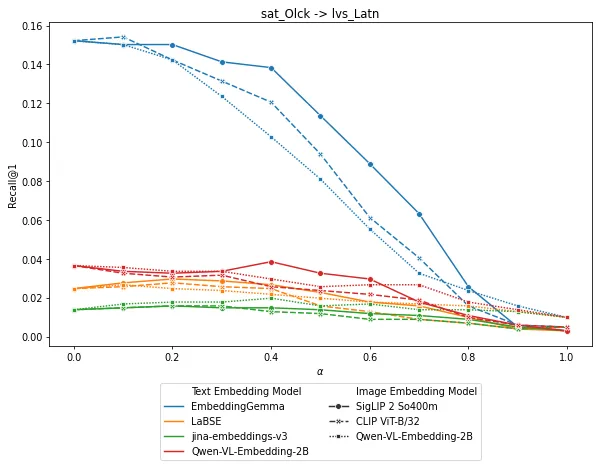 sat_Olck -> lvs_Latn
0.16
0.14
0.12
0.10
0.08
0.06
0.04
0.02
0.00
Recall@1
0.0 0.2 0.4 0.6 0.8 1.0
α
Text Embedding Model
EmbeddingGemma
LaBSE
jina-embeddings-v3
Qwen-VL-Embedding-2B
Image Embedding Model
SigLIP 2 So400m
CLIP ViT-B/32
Qwen-VL-Embedding-2B